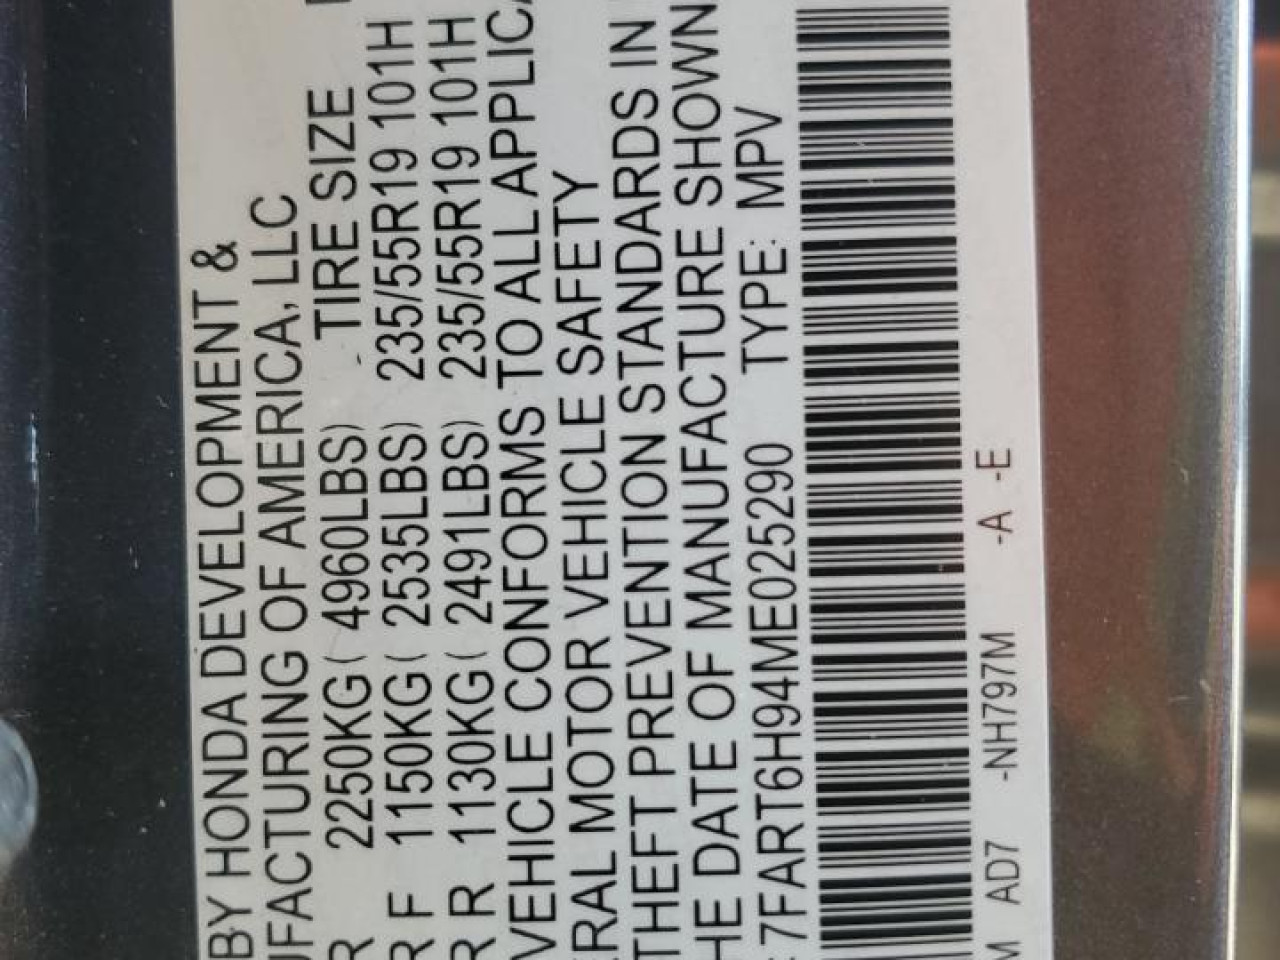 BY HONDA DEVELOPMENT &
UFACTURING OF AMERICA, LLC
R 2250KG( 4960LBS) TIRE SIZE
R F 1150KG( 2535LBS) 235/55R19 101H
R R 1130KG( 2491LBS) 235/55R19 101H
VEHICLE CONFORMS TO ALL APPLICA
ERAL MOTOR VEHICLE SAFETY
THEFT PREVENTION STANDARDS IN
HE DATE OF MANUFACTURE SHOWN
: 7FART6H94ME025290 TYPE: MPV
M AD7 -NH797M -A -E